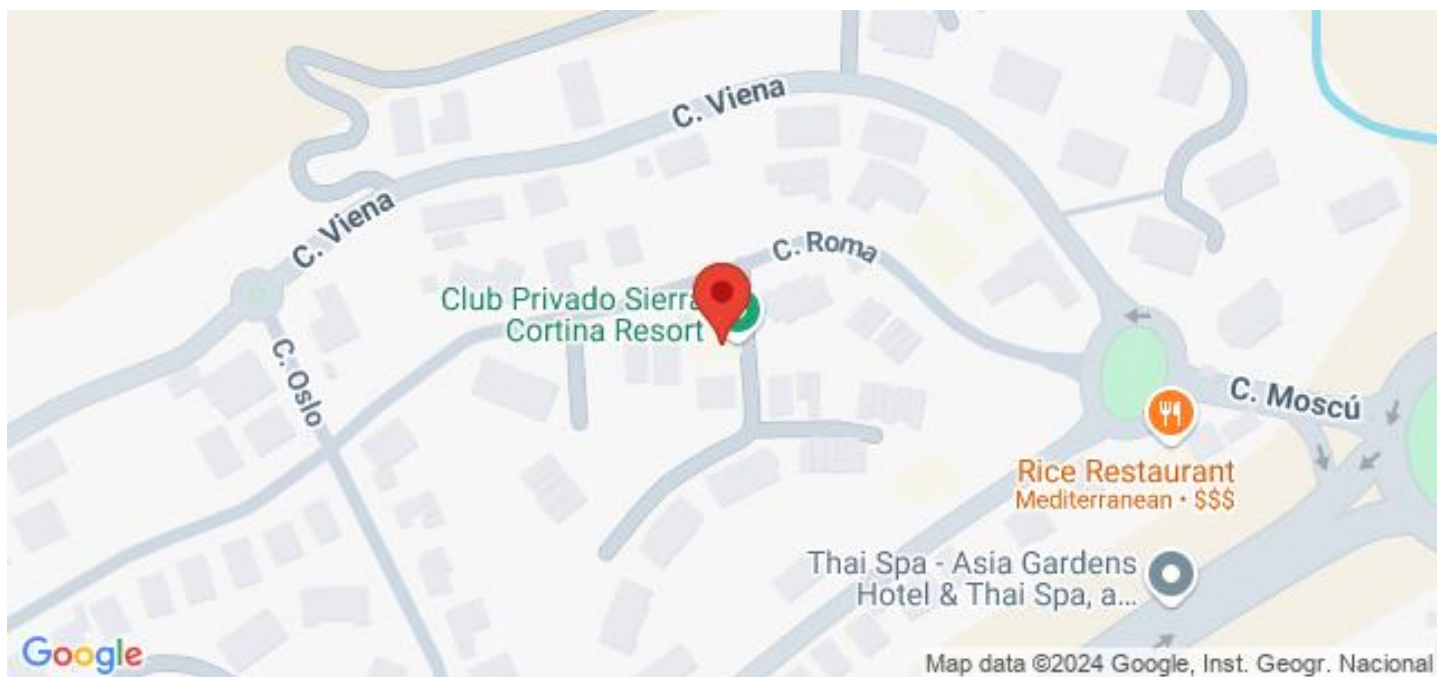 C. Viena
C. Viena
C. Roma
Club Privado Sierra
Cortina Resort
C. Oslo
C. Moscú
Rice Restaurant
Mediterranean • $$$
Thai Spa - Asia Gardens
Hotel & Thai Spa, a...
Google
Map data ©2024 Google, Inst. Geogr. Nacional